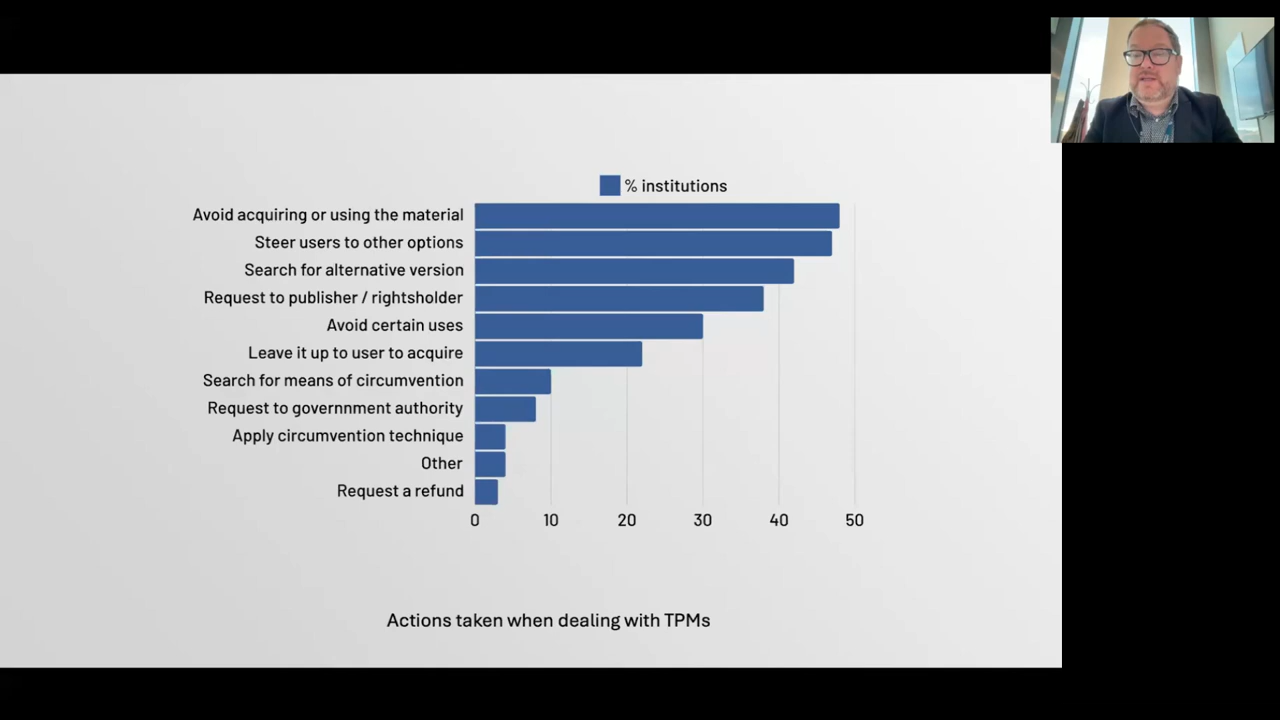 % institutions
Avoid acquiring or using the material
Steer users to other options
Search for alternative version
Request to publisher / rightsholder
Avoid certain uses
Leave it up to user to acquire
Search for means of circumvention
Request to governnment authority
Apply circumvention technique
Other
Request a refund
0 10 20 30 40 50
Actions taken when dealing with TPMs